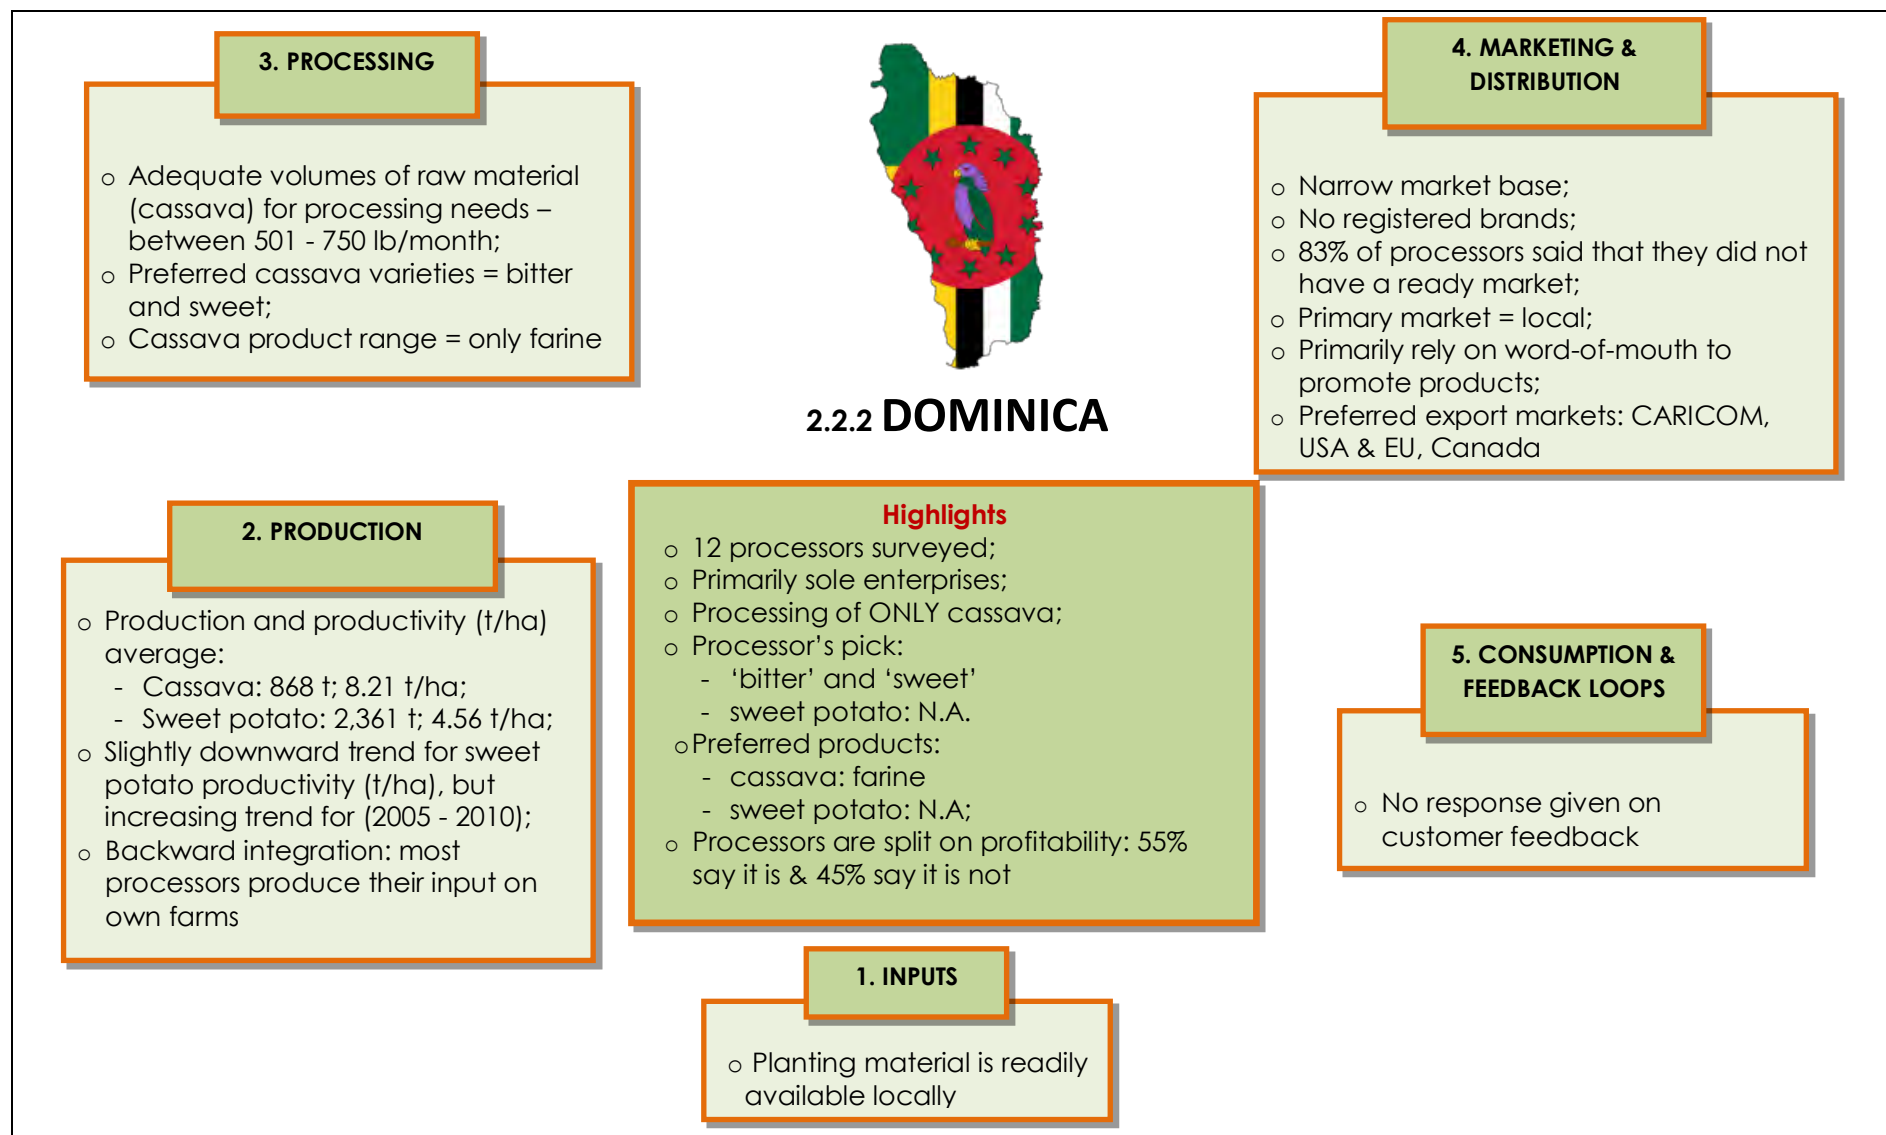 3. PROCESSING
○ Adequate volumes of raw material
(cassava) for processing needs –
between 501 - 750 lb/month;
○ Preferred cassava varieties = bitter
and sweet;
○ Cassava product range = only farine
4. MARKETING &
DISTRIBUTION
○ Narrow market base;
○ No registered brands;
○ 83% of processors said that they did not
have a ready market;
○ Primary market = local;
○ Primarily rely on word-of-mouth to
promote products;
○ Preferred export markets: CARICOM,
USA & EU, Canada
2.2.2 DOMINICA
2. PRODUCTION
○ Production and productivity (t/ha)
average:
- Cassava: 868 t; 8.21 t/ha;
- Sweet potato: 2,361 t; 4.56 t/ha;
○ Slightly downward trend for sweet
potato productivity (t/ha), but
increasing trend for (2005 - 2010);
○ Backward integration: most
processors produce their input on
own farms
Highlights
○ 12 processors surveyed;
○ Primarily sole enterprises;
○ Processing of ONLY cassava;
○ Processor’s pick:
- ‘bitter’ and ‘sweet’
- sweet potato: N.A.
○ Preferred products:
- cassava: farine
- sweet potato: N.A;
○ Processors are split on profitability: 55%
say it is & 45% say it is not
5. CONSUMPTION &
FEEDBACK LOOPS
○ No response given on
customer feedback
1. INPUTS
○ Planting material is readily
available locally